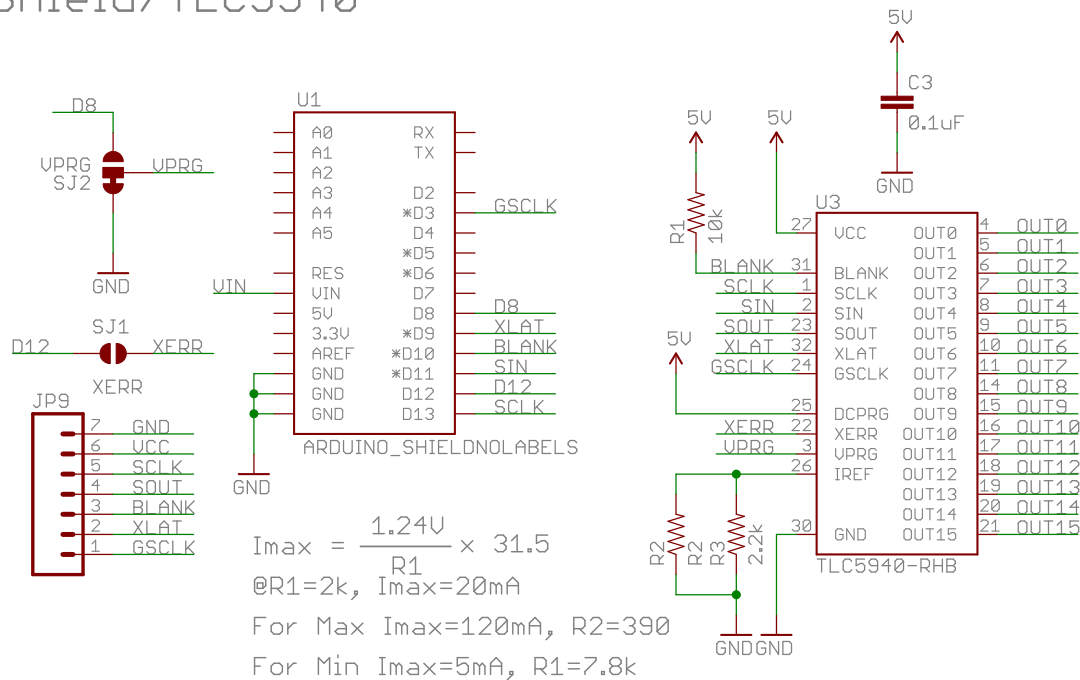 Shield/TLC5940
D8
VPRG
SJ2
VPRG
GND
D12
SJ1
XERR
XERR
JP9
7 GND
6 VCC
5 SCLK
4 SOUT
3 BLANK
2 XLAT
1 GSCLK
U1
A0 RX
A1 TX
A2
A3 D2
A4 *D3 GSCLK
A5 D4
*D5
RES *D6
VIN VIN D7
5V D8 D8
3.3V *D9 XLAT
AREF *D10 BLANK
GND *D11 SIN
GND D12 D12
GND D13 SCLK
ARDUINO_SHIELDNOLABELS
GND
Imax = 1.24V / R1 × 31.5
@R1=2k, Imax=20mA
For Max Imax=120mA, R2=390
For Min Imax=5mA, R1=7.8k
5V
C3
0.1uF
GND
5V 5V
R1 10k
U3
27 VCC OUT0 4 OUT0
OUT1 5 OUT1
BLANK 31 BLANK OUT2 6 OUT2
SCLK 1 SCLK OUT3 7 OUT3
SIN 2 SIN OUT4 8 OUT4
SOUT 23 SOUT OUT5 9 OUT5
XLAT 32 XLAT OUT6 10 OUT6
GSCLK 24 GSCLK OUT7 11 OUT7
OUT8 14 OUT8
5V
25 DCPRG OUT9 15 OUT9
XERR 22 XERR OUT10 16 OUT10
VPRG 3 VPRG OUT11 17 OUT11
26 IREF OUT12 18 OUT12
OUT13 19 OUT13
OUT14 20 OUT14
30 GND OUT15 21 OUT15
TLC5940-RHB
R2 R2
R3 2.2k
GND GND